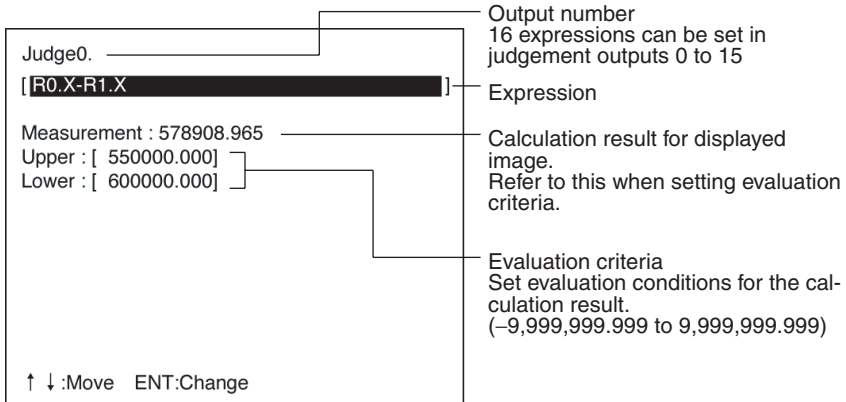 Judge0.
[R0.X-R1.X ]
Measurement : 578908.965
Upper : [ 550000.000]
Lower : [ 600000.000]
↑ ↓ :Move ENT:Change
Output number
16 expressions can be set in
judgement outputs 0 to 15
Expression
Calculation result for displayed
image.
Refer to this when setting evaluation
criteria.
Evaluation criteria
Set evaluation conditions for the cal-
culation result.
(–9,999,999.999 to 9,999,999.999)